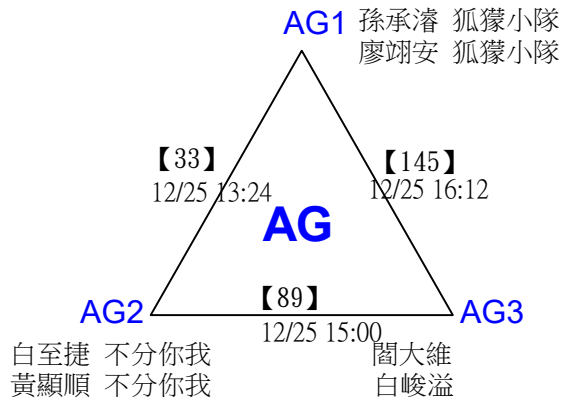 AG1 孫承濬 狐獴小隊
廖翊安 狐獴小隊
【33】
12/25 13:24
【145】
12/25 16:12
AG
【89】
12/25 15:00
AG2
AG3
白至捷 不分你我
黃顯順 不分你我
閻大維
白峻溢